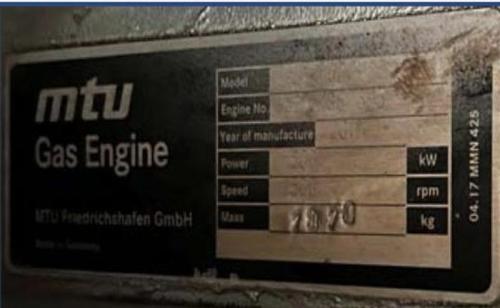 mtu
Gas Engine
MTU Friedrichshafen GmbH
Made in Germany
Model
Engine No.
Year of manufacture
Power kW
Speed rpm
Mass kg
04.17 MMN 425